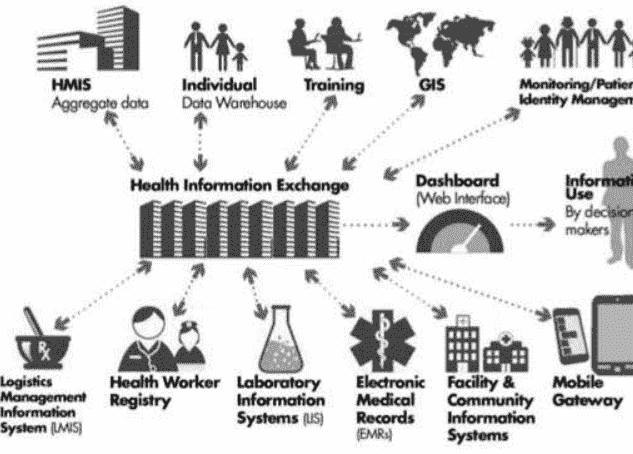 HMIS
Aggregate data
Individual
Data Warehouse
Training
GIS
Monitoring/Patien
Identity Managem
Health Information Exchange
Dashboard
(Web Interface)
Informati
Use
By decision
makers
Rx
Logistics
Management
Information
System (LMIS)
Health Worker
Registry
Laboratory
Information
Systems (LIS)
Electronic
Medical
Records
(EMRs)
Facility &
Community
Information
Systems
Mobile
Gateway